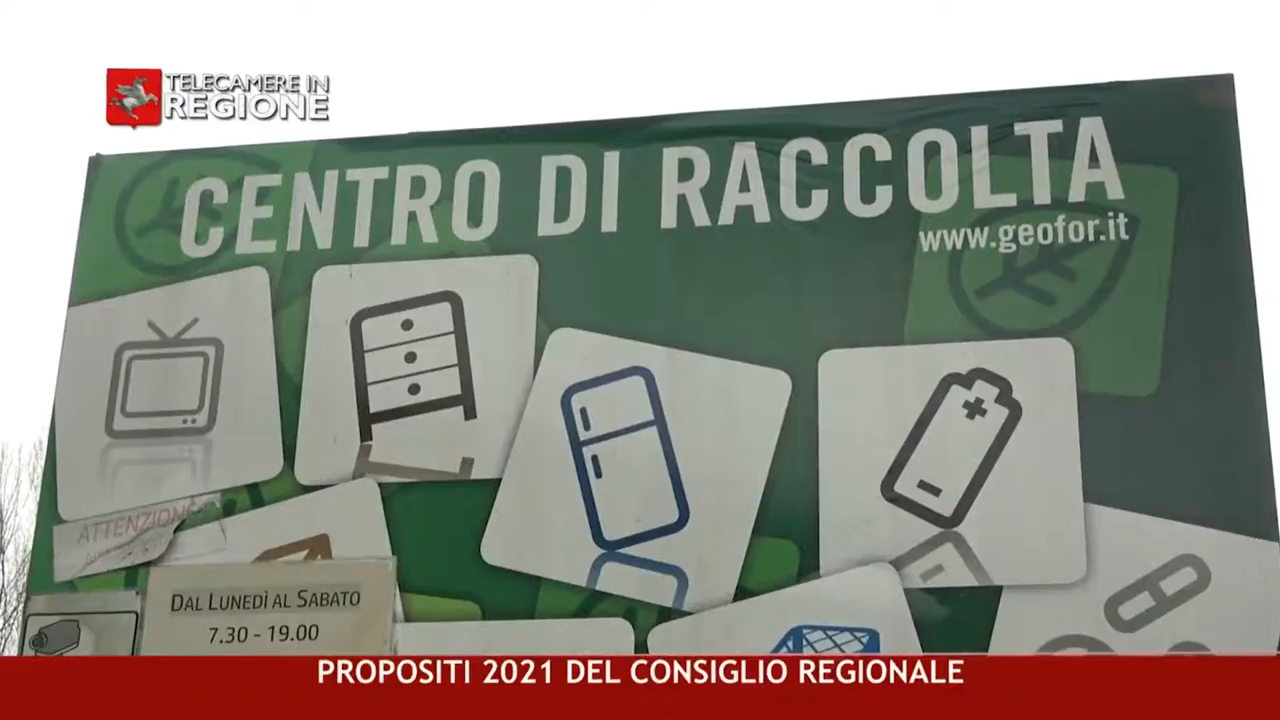 TELECAMERE IN
REGIONE
CENTRO DI RACCOLTA
www.geofor.it
ATTENZIONE
DAL LUNEDÌ AL SABATO
7.30 - 19.00
PROPOSITI 2021 DEL CONSIGLIO REGIONALE